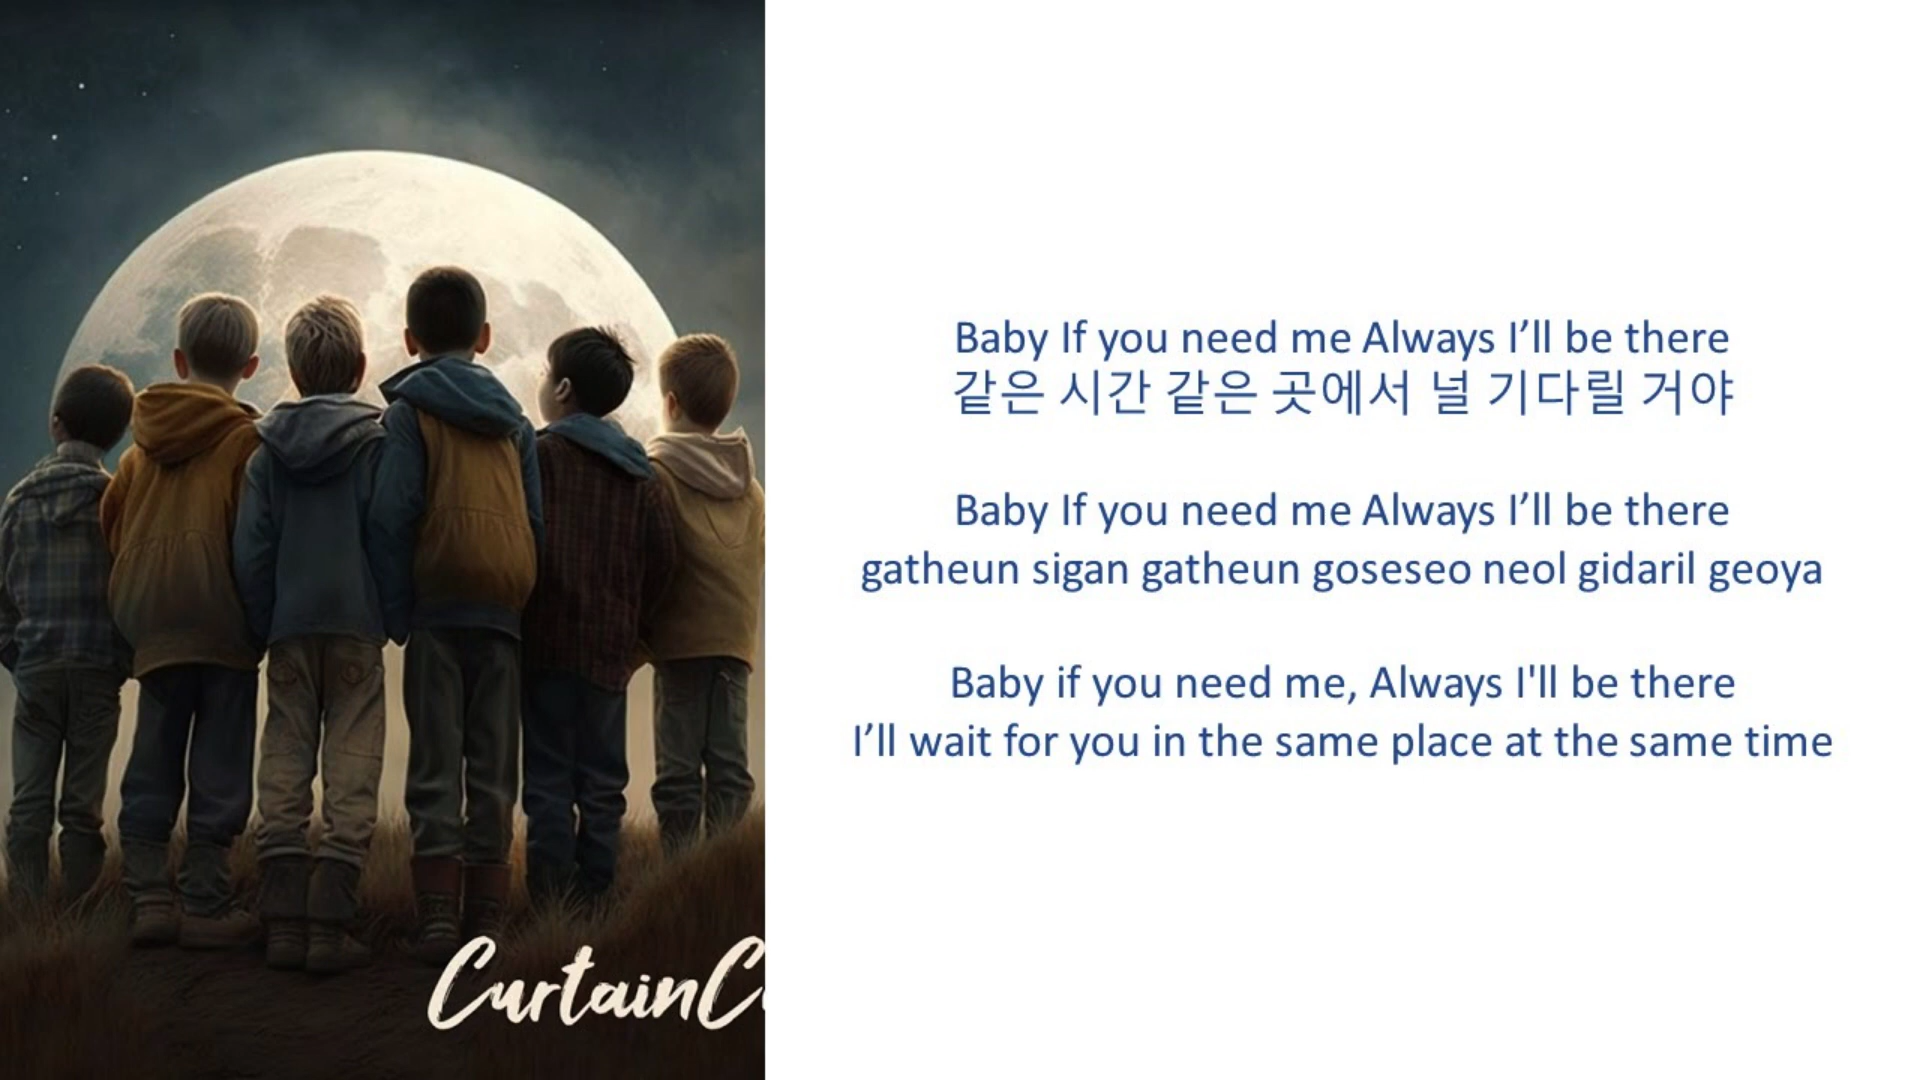 Baby If you need me Always I’ll be there
같은 시간 같은 곳에서 널 기다릴 거야
Baby If you need me Always I’ll be there
gatheun sigan gatheun goseseo neol gidaril geoya
Baby if you need me, Always I'll be there
I’ll wait for you in the same place at the same time
CurtainC